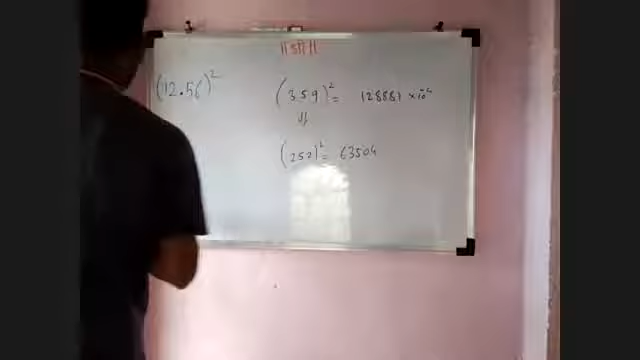 ॥ श्री ॥
(12.56)²
(359)² = 128881 × 10⁻⁴
(252)² = 63504